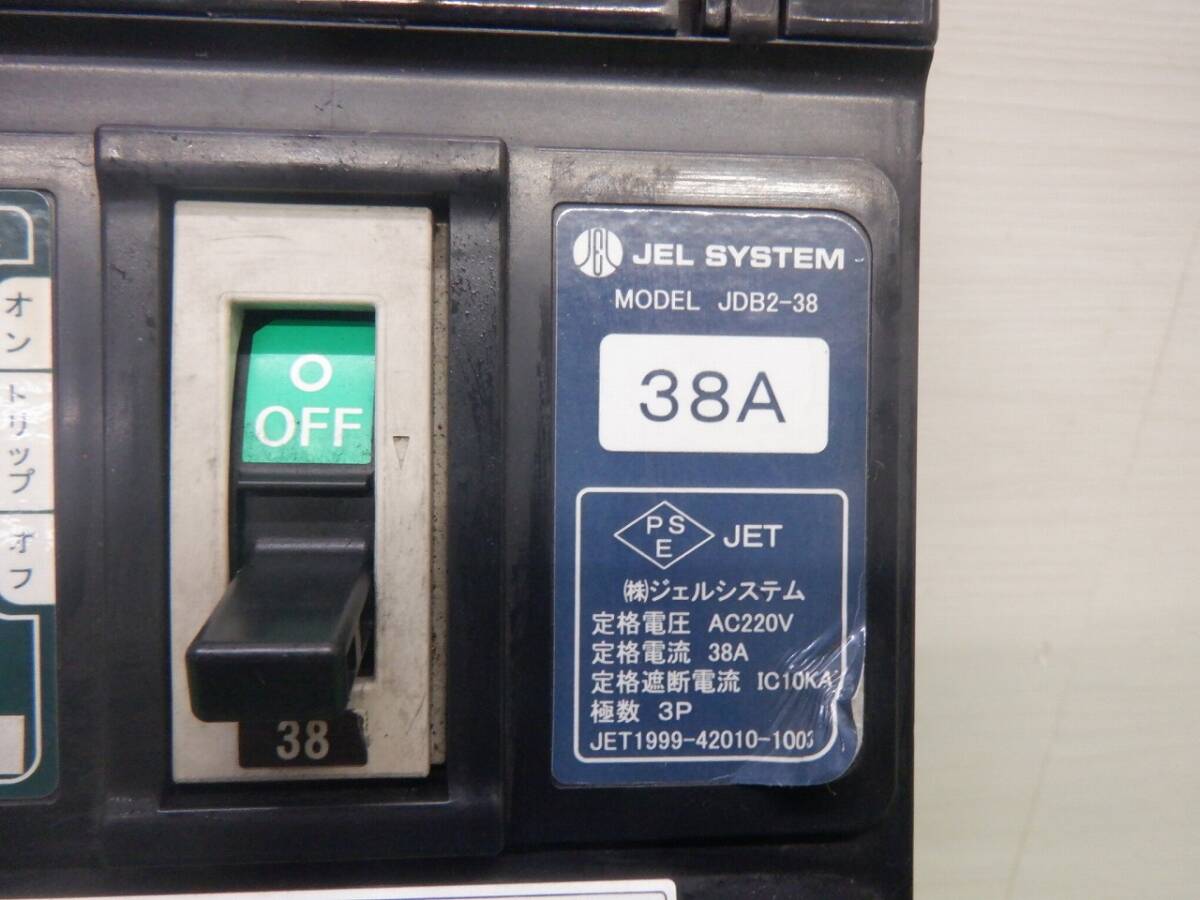 オン
トリップ
オフ
O
OFF
38
JEL SYSTEM
MODEL JDB2-38
38A
PSE JET
㈱ジェルシステム
定格電圧 AC220V
定格電流 38A
定格遮断電流 IC10KA
極数 3P
JET1999-42010-1003